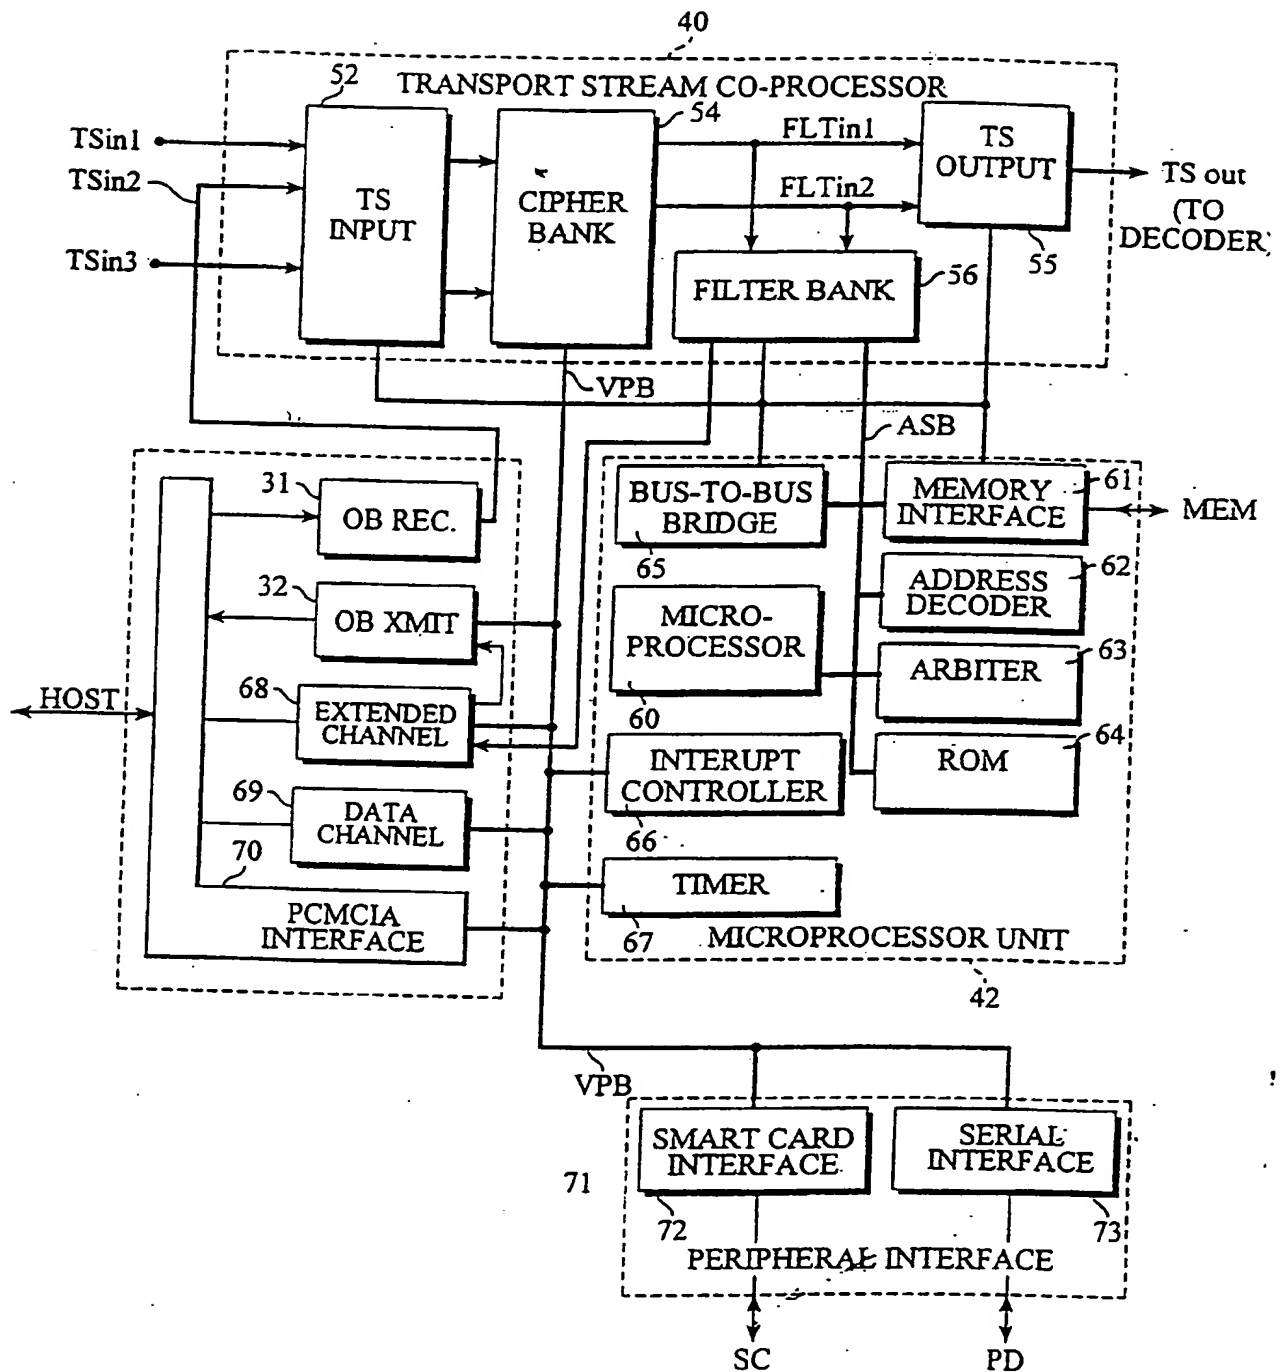 40
TRANSPORT STREAM CO-PROCESSOR
52
54
TSin1
TSin2
TSin3
TS
INPUT
CIPHER
BANK
FLTin1
FLTin2
TS
OUTPUT
TS out
(TO
DECODER)
55
FILTER BANK
56
VPB
ASB
31
OB REC.
32
OB XMIT
68
EXTENDED
CHANNEL
HOST
69
DATA
CHANNEL
70
PCMCIA
INTERFACE
BUS-TO-BUS
BRIDGE
65
MEMORY
INTERFACE
61
MEM
ADDRESS
DECODER
62
MICRO-
PROCESSOR
60
ARBITER
63
INTERUPT
CONTROLLER
66
ROM
64
TIMER
67
MICROPROCESSOR UNIT
42
VPB
SMART CARD
INTERFACE
72
SERIAL
INTERFACE
73
71
PERIPHERAL INTERFACE
SC
PD